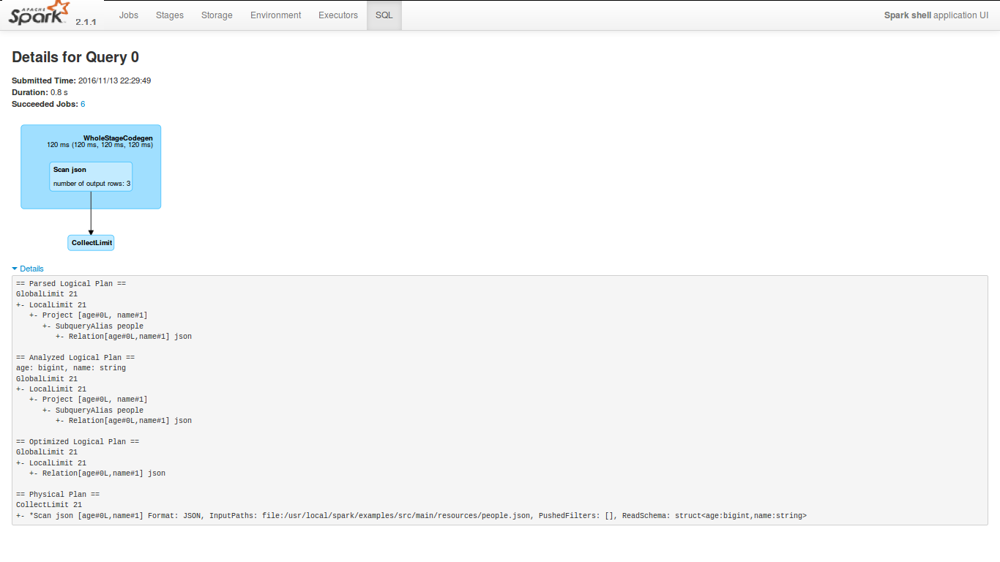 APACHE
Spark 2.1.1 Jobs Stages Storage Environment Executors SQL Spark shell application UI
Details for Query 0
Submitted Time: 2016/11/13 22:29:49
Duration: 0.8 s
Succeeded Jobs: 6
WholeStageCodegen
120 ms (120 ms, 120 ms, 120 ms)
Scan json
number of output rows: 3
CollectLimit
Details
== Parsed Logical Plan ==
GlobalLimit 21
+- LocalLimit 21
   +- Project [age#0L, name#1]
      +- SubqueryAlias people
         +- Relation[age#0L,name#1] json

== Analyzed Logical Plan ==
age: bigint, name: string
GlobalLimit 21
+- LocalLimit 21
   +- Project [age#0L, name#1]
      +- SubqueryAlias people
         +- Relation[age#0L,name#1] json

== Optimized Logical Plan ==
GlobalLimit 21
+- LocalLimit 21
   +- Relation[age#0L,name#1] json

== Physical Plan ==
CollectLimit 21
+- *Scan json [age#0L,name#1] Format: JSON, InputPaths: file:/usr/local/spark/examples/src/main/resources/people.json, PushedFilters: [], ReadSchema: struct<age:bigint,name:string>